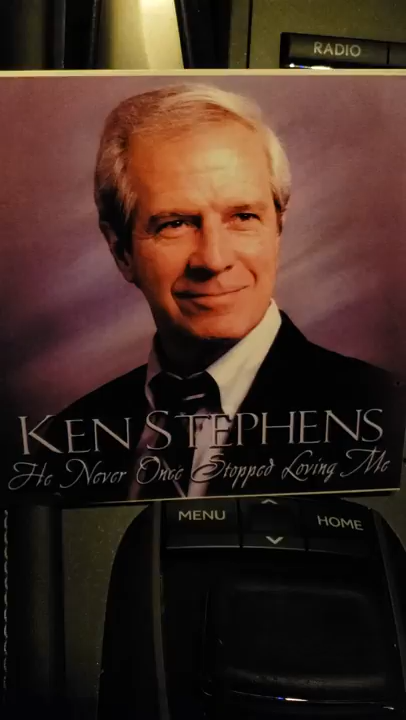 RADIO
KEN STEPHENS
He Never Once Stopped Loving Me
MENU
HOME